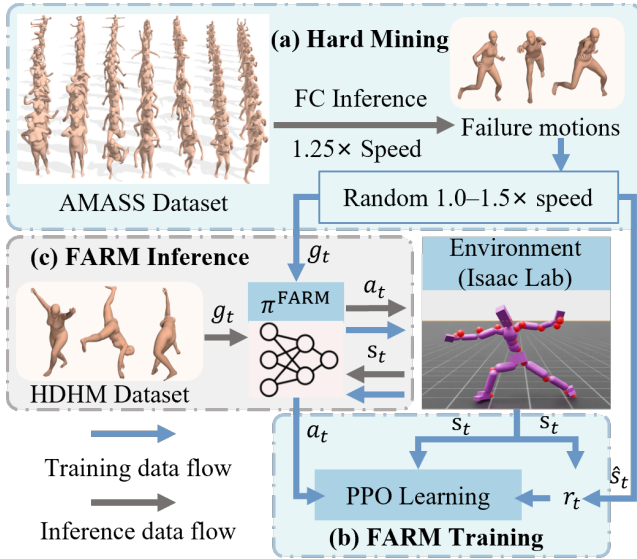 (a) Hard Mining
FC Inference
1.25× Speed
AMASS Dataset
Failure motions
Random 1.0–1.5× speed
(c) FARM Inference
g_t
g_t
π^FARM
a_t
s_t
Environment
(Isaac Lab)
HDHM Dataset
a_t
s_t
s_t
ŝ_t
Training data flow
Inference data flow
PPO Learning
r_t
(b) FARM Training